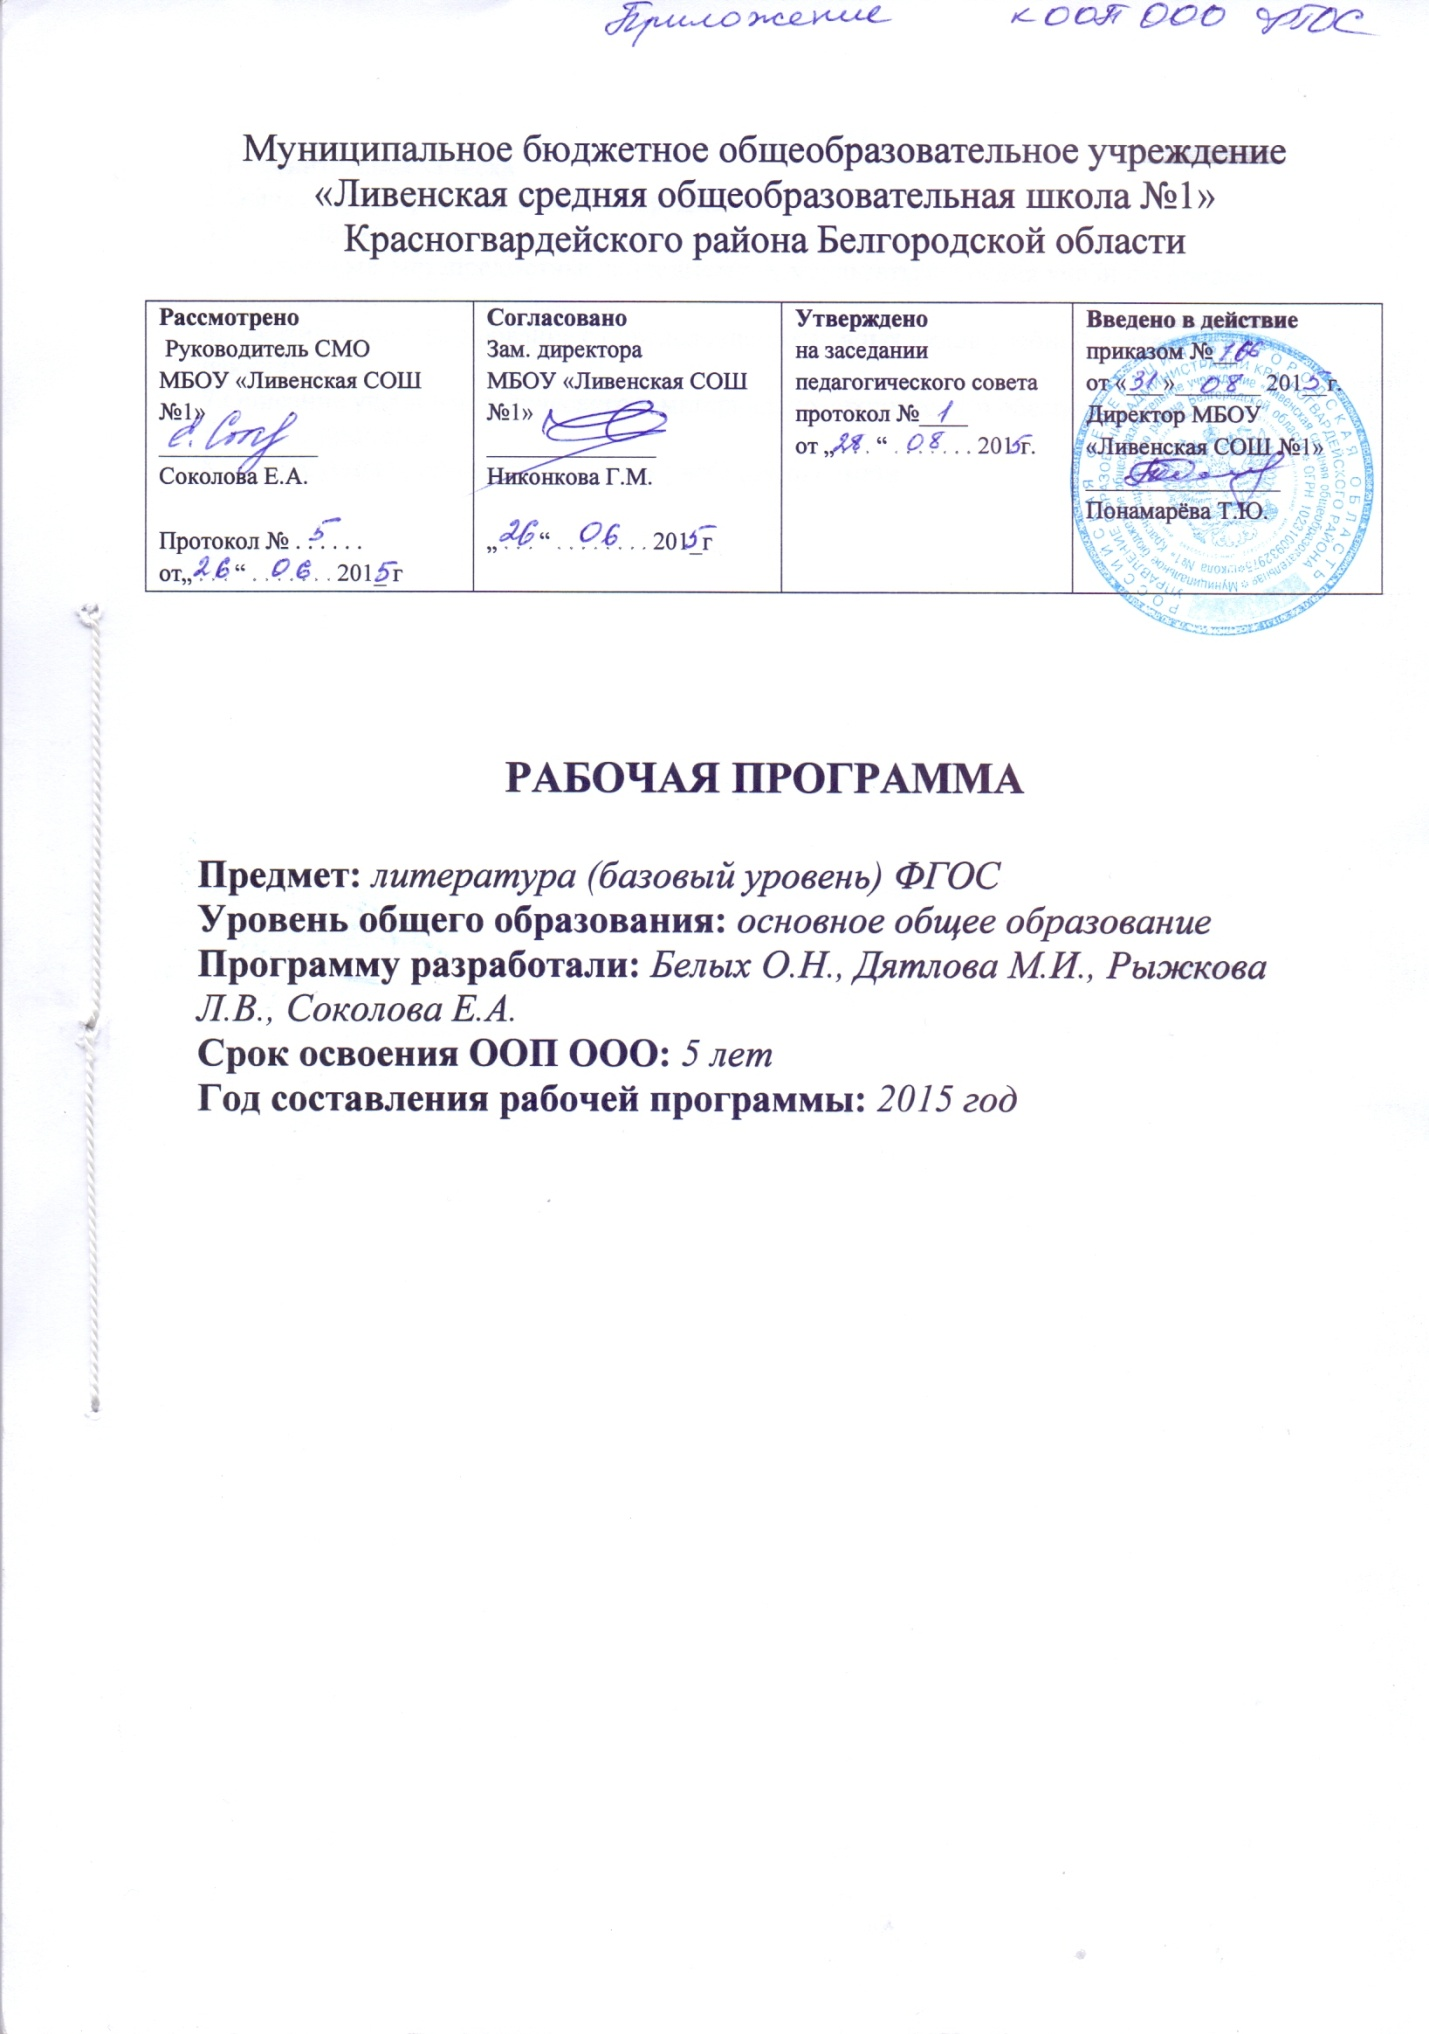 Приложение к ООП ООО ФГОС
Муниципальное бюджетное общеобразовательное учреждение
«Ливенская средняя общеобразовательная школа №1»
Красногвардейского района Белгородской области
Рассмотрено
Руководитель СМО
МБОУ «Ливенская СОШ
№1»
Соколова Е.А.
Протокол № 5
от„26“ 06 2015 г
Согласовано
Зам. директора
МБОУ «Ливенская СОШ
№1»
Никонкова Г.М.
„26“ 06 2015 г
Утверждено
на заседании
педагогического совета
протокол № 1
от „28“ 08 2015г.
Введено в действие
приказом № 166
от «31» 08 2015 г.
Директор МБОУ
«Ливенская СОШ №1»
Понамарёва Т.Ю.
РАБОЧАЯ ПРОГРАММА
Предмет: литература (базовый уровень) ФГОС
Уровень общего образования: основное общее образование
Программу разработали: Белых О.Н., Дятлова М.И., Рыжкова
Л.В., Соколова Е.А.
Срок освоения ООП ООО: 5 лет
Год составления рабочей программы: 2015 год